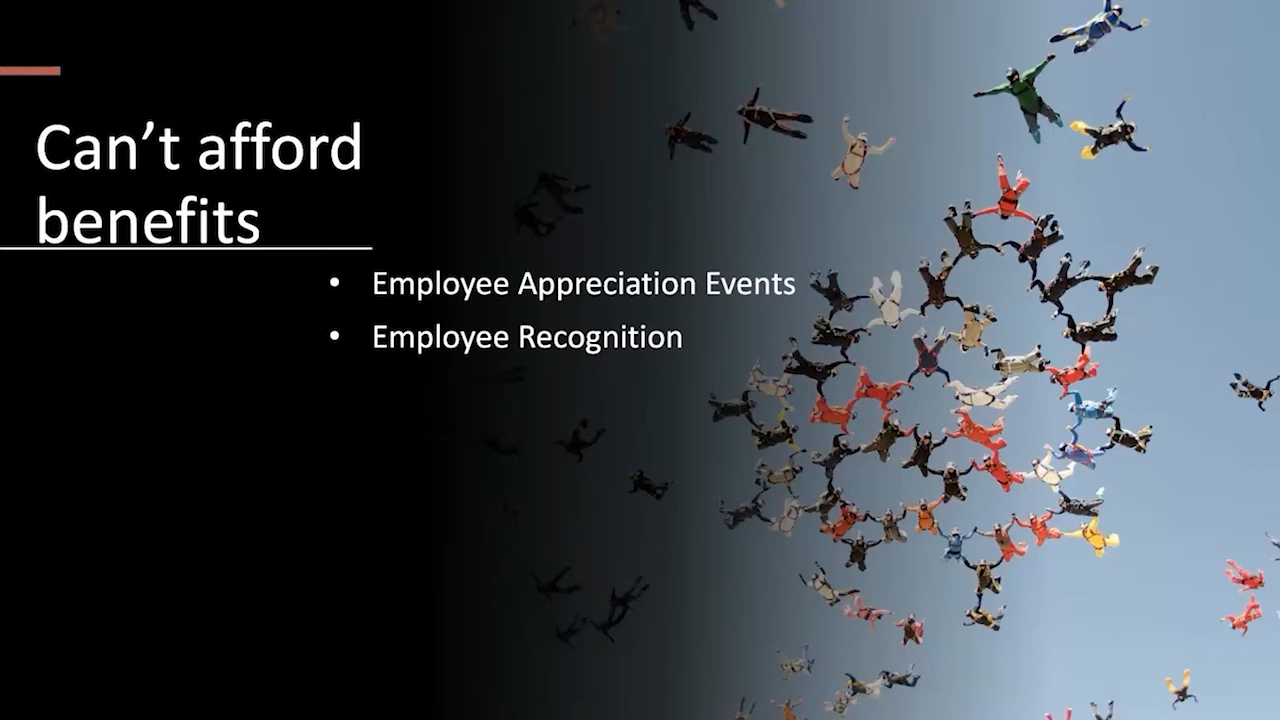 Can’t afford
benefits
• Employee Appreciation Events
• Employee Recognition